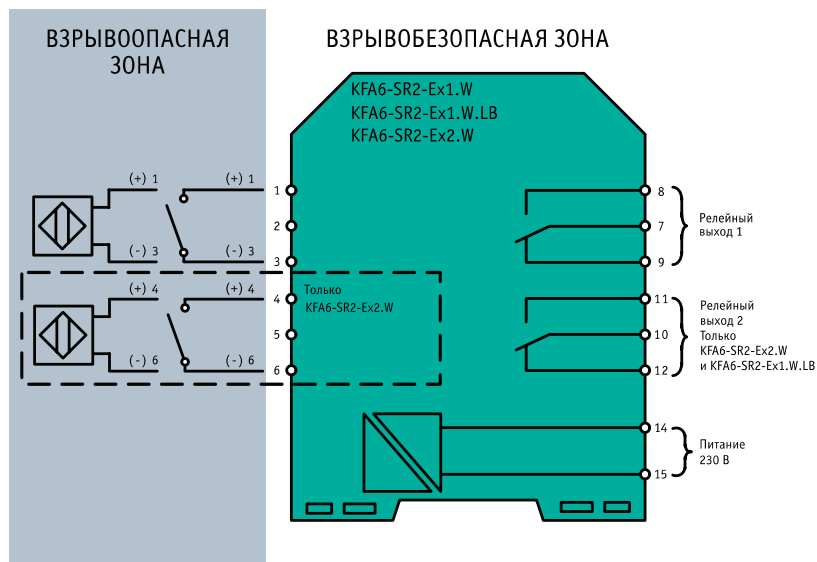 ВЗРЫВООПАСНАЯ
ЗОНА
ВЗРЫВОБЕЗОПАСНАЯ ЗОНА
KFA6-SR2-Ex1.W
KFA6-SR2-Ex1.W.LB
KFA6-SR2-Ex2.W
(+) 1
(+) 1
1
2
(-) 3
(-) 3
3
(+) 4
(+) 4
4
5
(-) 6
(-) 6
6
Только
KFA6-SR2-Ex2.W
8
7
9
Релейный
выход 1
11
10
12
Релейный
выход 2
Только
KFA6-SR2-Ex2.W
и KFA6-SR2-Ex1.W.LB
14
15
Питание
230 В